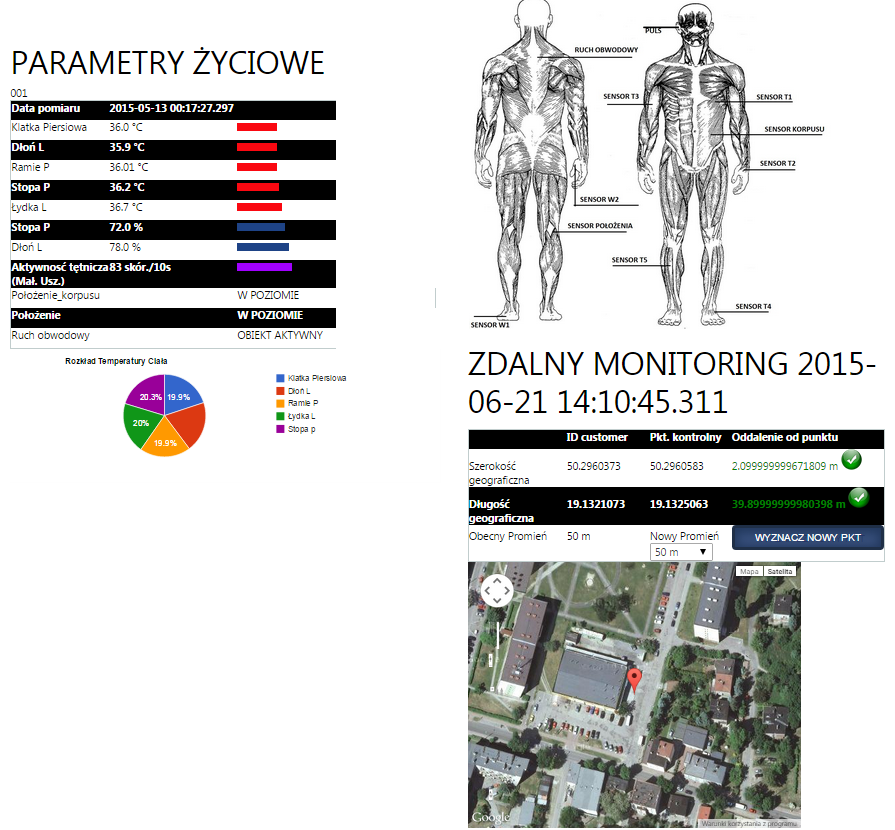 PARAMETRY ŻYCIOWE
001
Data pomiaru 2015-05-13 00:17:27.297
Klatka Piersiowa 36.0 °C
Dłoń L 35.9 °C
Ramie P 36.01 °C
Stopa P 36.2 °C
Łydka L 36.7 °C
Stopa P 72.0 %
Dłoń L 78.0 %
Aktywnosć tętnicza 83 skór./10s
(Mał. Usz.)
Położenie_korpusu W POZIOMIE
Położenie W POZIOMIE
Ruch obwodowy OBIEKT AKTYWNY
Rozkład Temperatury Ciała
20.3% 19.9%
20%
19.9%
Klatka Piersiowa
Dłoń L
Ramie P
Łydka L
Stopa p
PULS
RUCH OBWODOWY
SENSOR T3
SENSOR T1
SENSOR KORPUSU
SENSOR T2
SENSOR W2
SENSOR POŁOŻENIA
SENSOR T5
SENSOR T4
SENSOR W1
ZDALNY MONITORING 2015-
06-21 14:10:45.311
ID customer Pkt. kontrolny Oddalenie od punktu
Szerokość
geograficzna 50.2960373 50.2960583 2.099999999671809 m
Długość
geograficzna 19.1321073 19.1325063 39.89999999980398 m
Obecny Promień 50 m Nowy Promień
50 m
WYZNACZ NOWY PKT
Mapa Satelita
Google
Warunki korzystania z programu